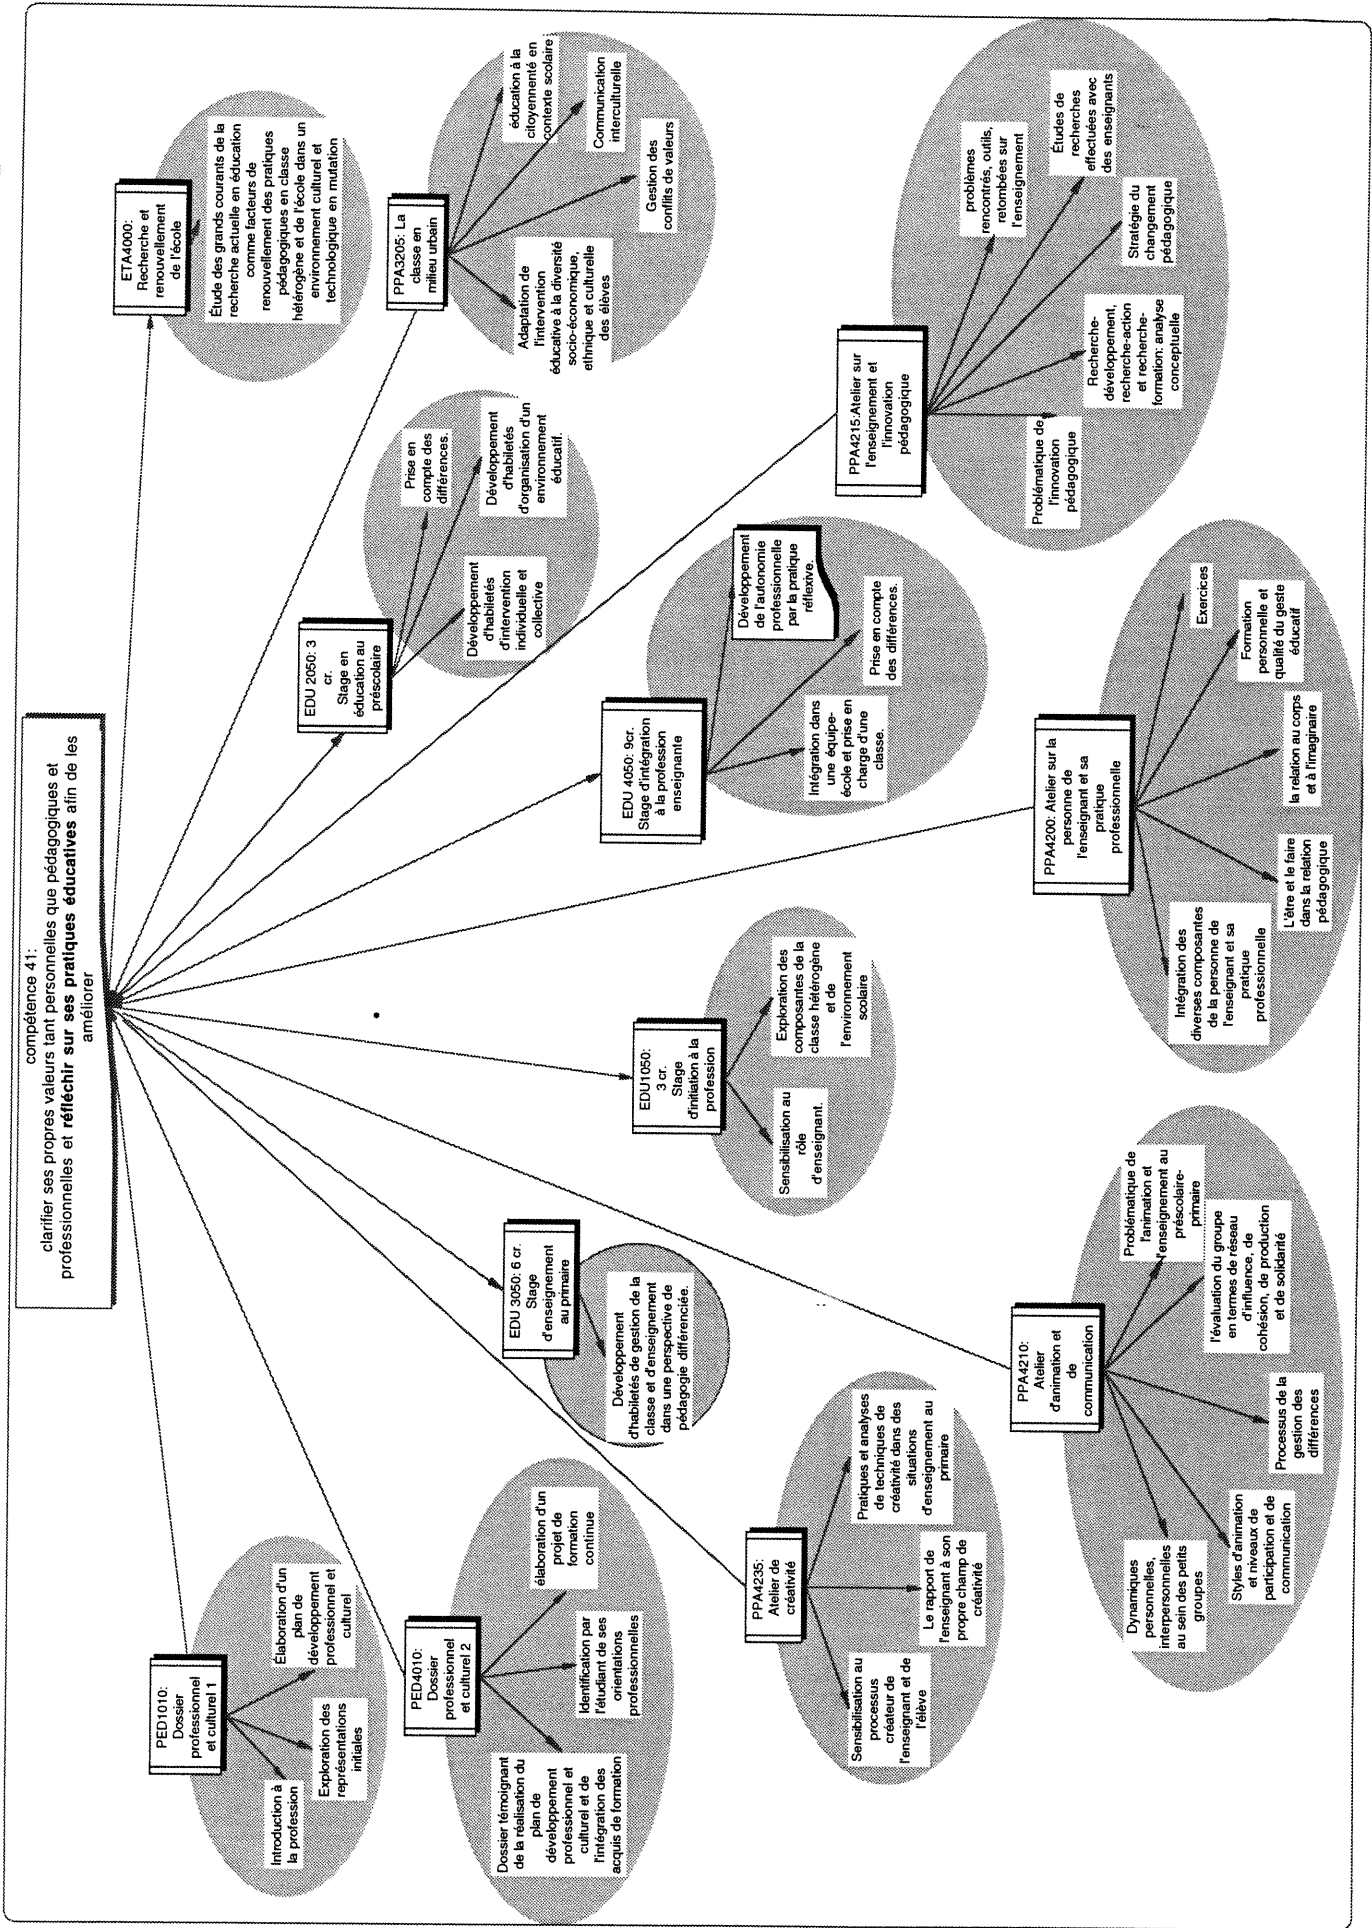 compétence 41:
clarifier ses propres valeurs tant personnelles que pédagogiques et
professionnelles et réfléchir sur ses pratiques éducatives afin de les
améliorer
PED1010:
Dossier
professionnel
et culturel 1
Introduction à
la profession
Exploration des
représentations
initiales
Élaboration d'un
plan de
développement
professionnel et
culturel
PED4010:
Dossier
professionnel
et culturel 2
Dossier témoignant
de la réalisation du
plan de
développement
professionnel et
culturel et de
l'intégration des
acquis de formation
Identification par
l'étudiant de ses
orientations
professionnelles
élaboration d'un
projet de
formation
continue
PPA4235:
Atelier de
créativité
Sensibilisation au
processus
créateur de
l'enseignant et de
l'élève
Le rapport de
l'enseignant à son
propre champ de
créativité
Pratiques et analyses
de techniques de
créativité dans des
situations
d'enseignement au
primaire
EDU 3050: 6 cr.
Stage
d'enseignement
au primaire
Développement
d'habiletés de gestion de la
classe et d'enseignement
dans une perspective de
pédagogie différenciée.
PPA4210:
Atelier
d'animation et
de
communication
Dynamiques
personnelles,
interpersonnelles
au sein des petits
groupes
Styles d'animation
et niveaux de
participation et de
communication
Processus de la
gestion des
différences
l'évaluation du groupe
en termes de réseau
d'influence, de
cohésion, de production
et de solidarité
Problématique de
l'animation et
l'enseignement au
préscolaire-
primaire
EDU1050:
3 cr.
Stage
d'initiation à la
profession
Sensibilisation au
rôle
d'enseignant.
Exploration des
composantes de la
classe hétérogène
et de
l'environnement
scolaire
PPA4200: Atelier sur la
personne de
l'enseignant et sa
pratique
professionnelle
Intégration des
diverses composantes
de la personne de
l'enseignant et sa
pratique
professionnelle
L'être et le faire
dans la relation
pédagogique
la relation au corps
et à l'imaginaire
Formation
personnelle et
qualité du geste
éducatif
Exercices
EDU 4050: 9cr.
Stage d'intégration
à la profession
enseignante
Intégration dans
une équipe-
école et prise en
charge d'une
classe.
Prise en compte
des différences.
Développement
de l'autonomie
professionnelle
par la pratique
réflexive.
EDU 2050: 3
cr.
Stage en
éducation au
préscolaire
Développement
d'habiletés
d'intervention
individuelle et
collective
Développement
d'habiletés
d'organisation d'un
environnement
éducatif.
Prise en
compte des
différences.
PPA4215:Atelier sur
l'enseignement et
l'innovation
pédagogique
Problématique de
l'innovation
pédagogique
Recherche-
développement,
recherche-action
et recherche-
formation: analyse
conceptuelle
Stratégie du
changement
pédagogique
Études de
recherches
effectuées avec
des enseignants
problèmes
rencontrés, outils,
retombées sur
l'enseignement
PPA3205: La
classe en
milieu urbain
Adaptation de
l'intervention
éducative à la diversité
socio-économique,
ethnique et culturelle
des élèves
Gestion des
conflits de valeurs
Communication
interculturelle
éducation à la
citoyennenté en
contexte scolaire
ETA4000:
Recherche et
renouvellement
de l'école
Étude des grands courants de la
recherche actuelle en éducation
comme facteurs de
renouvellement des pratiques
pédagogiques en classe
hétérogène et de l'école dans un
environnement culturel et
technologique en mutation